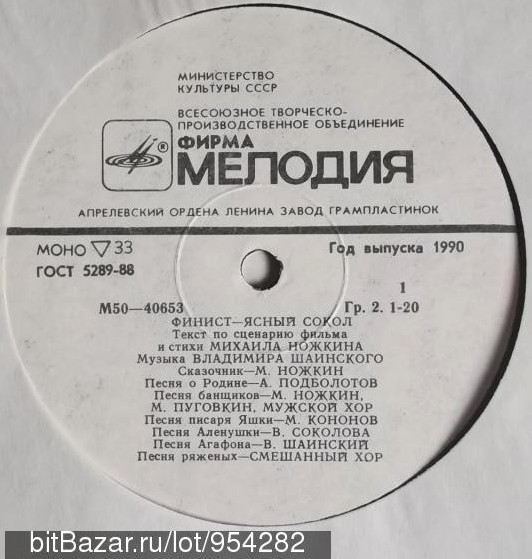 МИНИСТЕРСТВО
КУЛЬТУРЫ СССР
ВСЕСОЮЗНОЕ ТВОРЧЕСКО-
ПРОИЗВОДСТВЕННОЕ ОБЪЕДИНЕНИЕ
®
ФИРМА
МЕЛОДИЯ
АПРЕЛЕВСКИЙ ОРДЕНА ЛЕНИНА ЗАВОД ГРАМПЛАСТИНОК
МОНО ▽ 33
Год выпуска 1990
ГОСТ 5289-88
1
М50—40653
Гр. 2. 1-20
ФИНИСТ—ЯСНЫЙ СОКОЛ
Текст по сценарию фильма
и стихи МИХАИЛА НОЖКИНА
Музыка ВЛАДИМИРА ШАИНСКОГО
Сказочник—М. НОЖКИН
Песня о Родине—А. ПОДБОЛОТОВ
Песня банщиков—М. НОЖКИН,
М. ПУГОВКИН, МУЖСКОЙ ХОР
Песня писаря Яшки—М. КОНОНОВ
Песня Аленушки—В. СОКОЛОВА
Песня Агафона—В. ШАИНСКИЙ
Песня ряженых—СМЕШАННЫЙ ХОР
bitBazar.ru/lot/954282